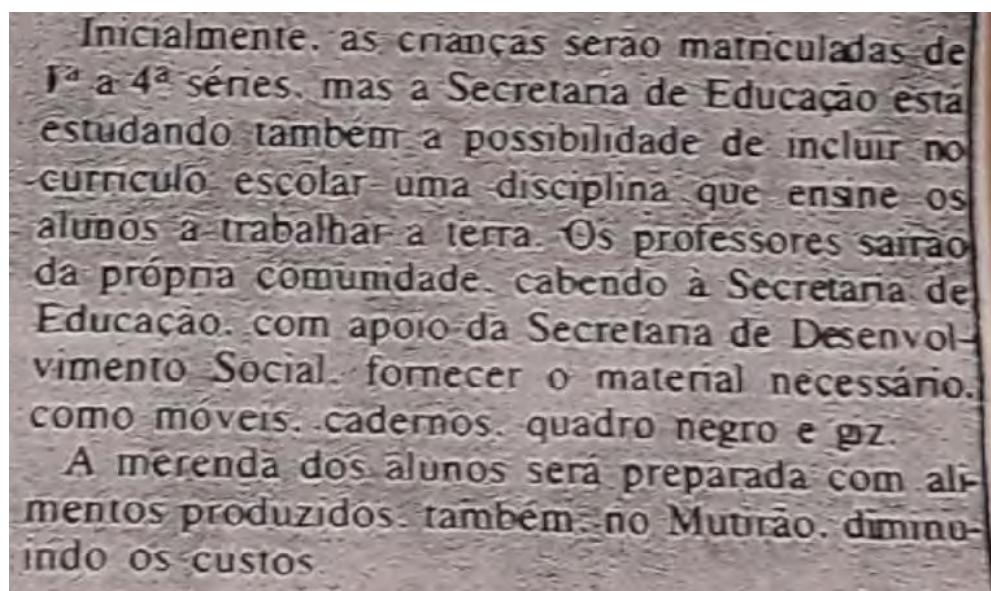 Inicialmente, as crianças serão matriculadas de
1ª a 4ª séries, mas a Secretaria de Educação está
estudando também a possibilidade de incluir no
currículo escolar uma disciplina que ensine os
alunos a trabalhar a terra. Os professores sairão
da própria comunidade, cabendo à Secretaria de
Educação, com apoio da Secretaria de Desenvol-
vimento Social, fornecer o material necessário,
como móveis, cadernos, quadro negro e giz.
A merenda dos alunos será preparada com ali-
mentos produzidos, também, no Mutirão, diminu-
indo os custos